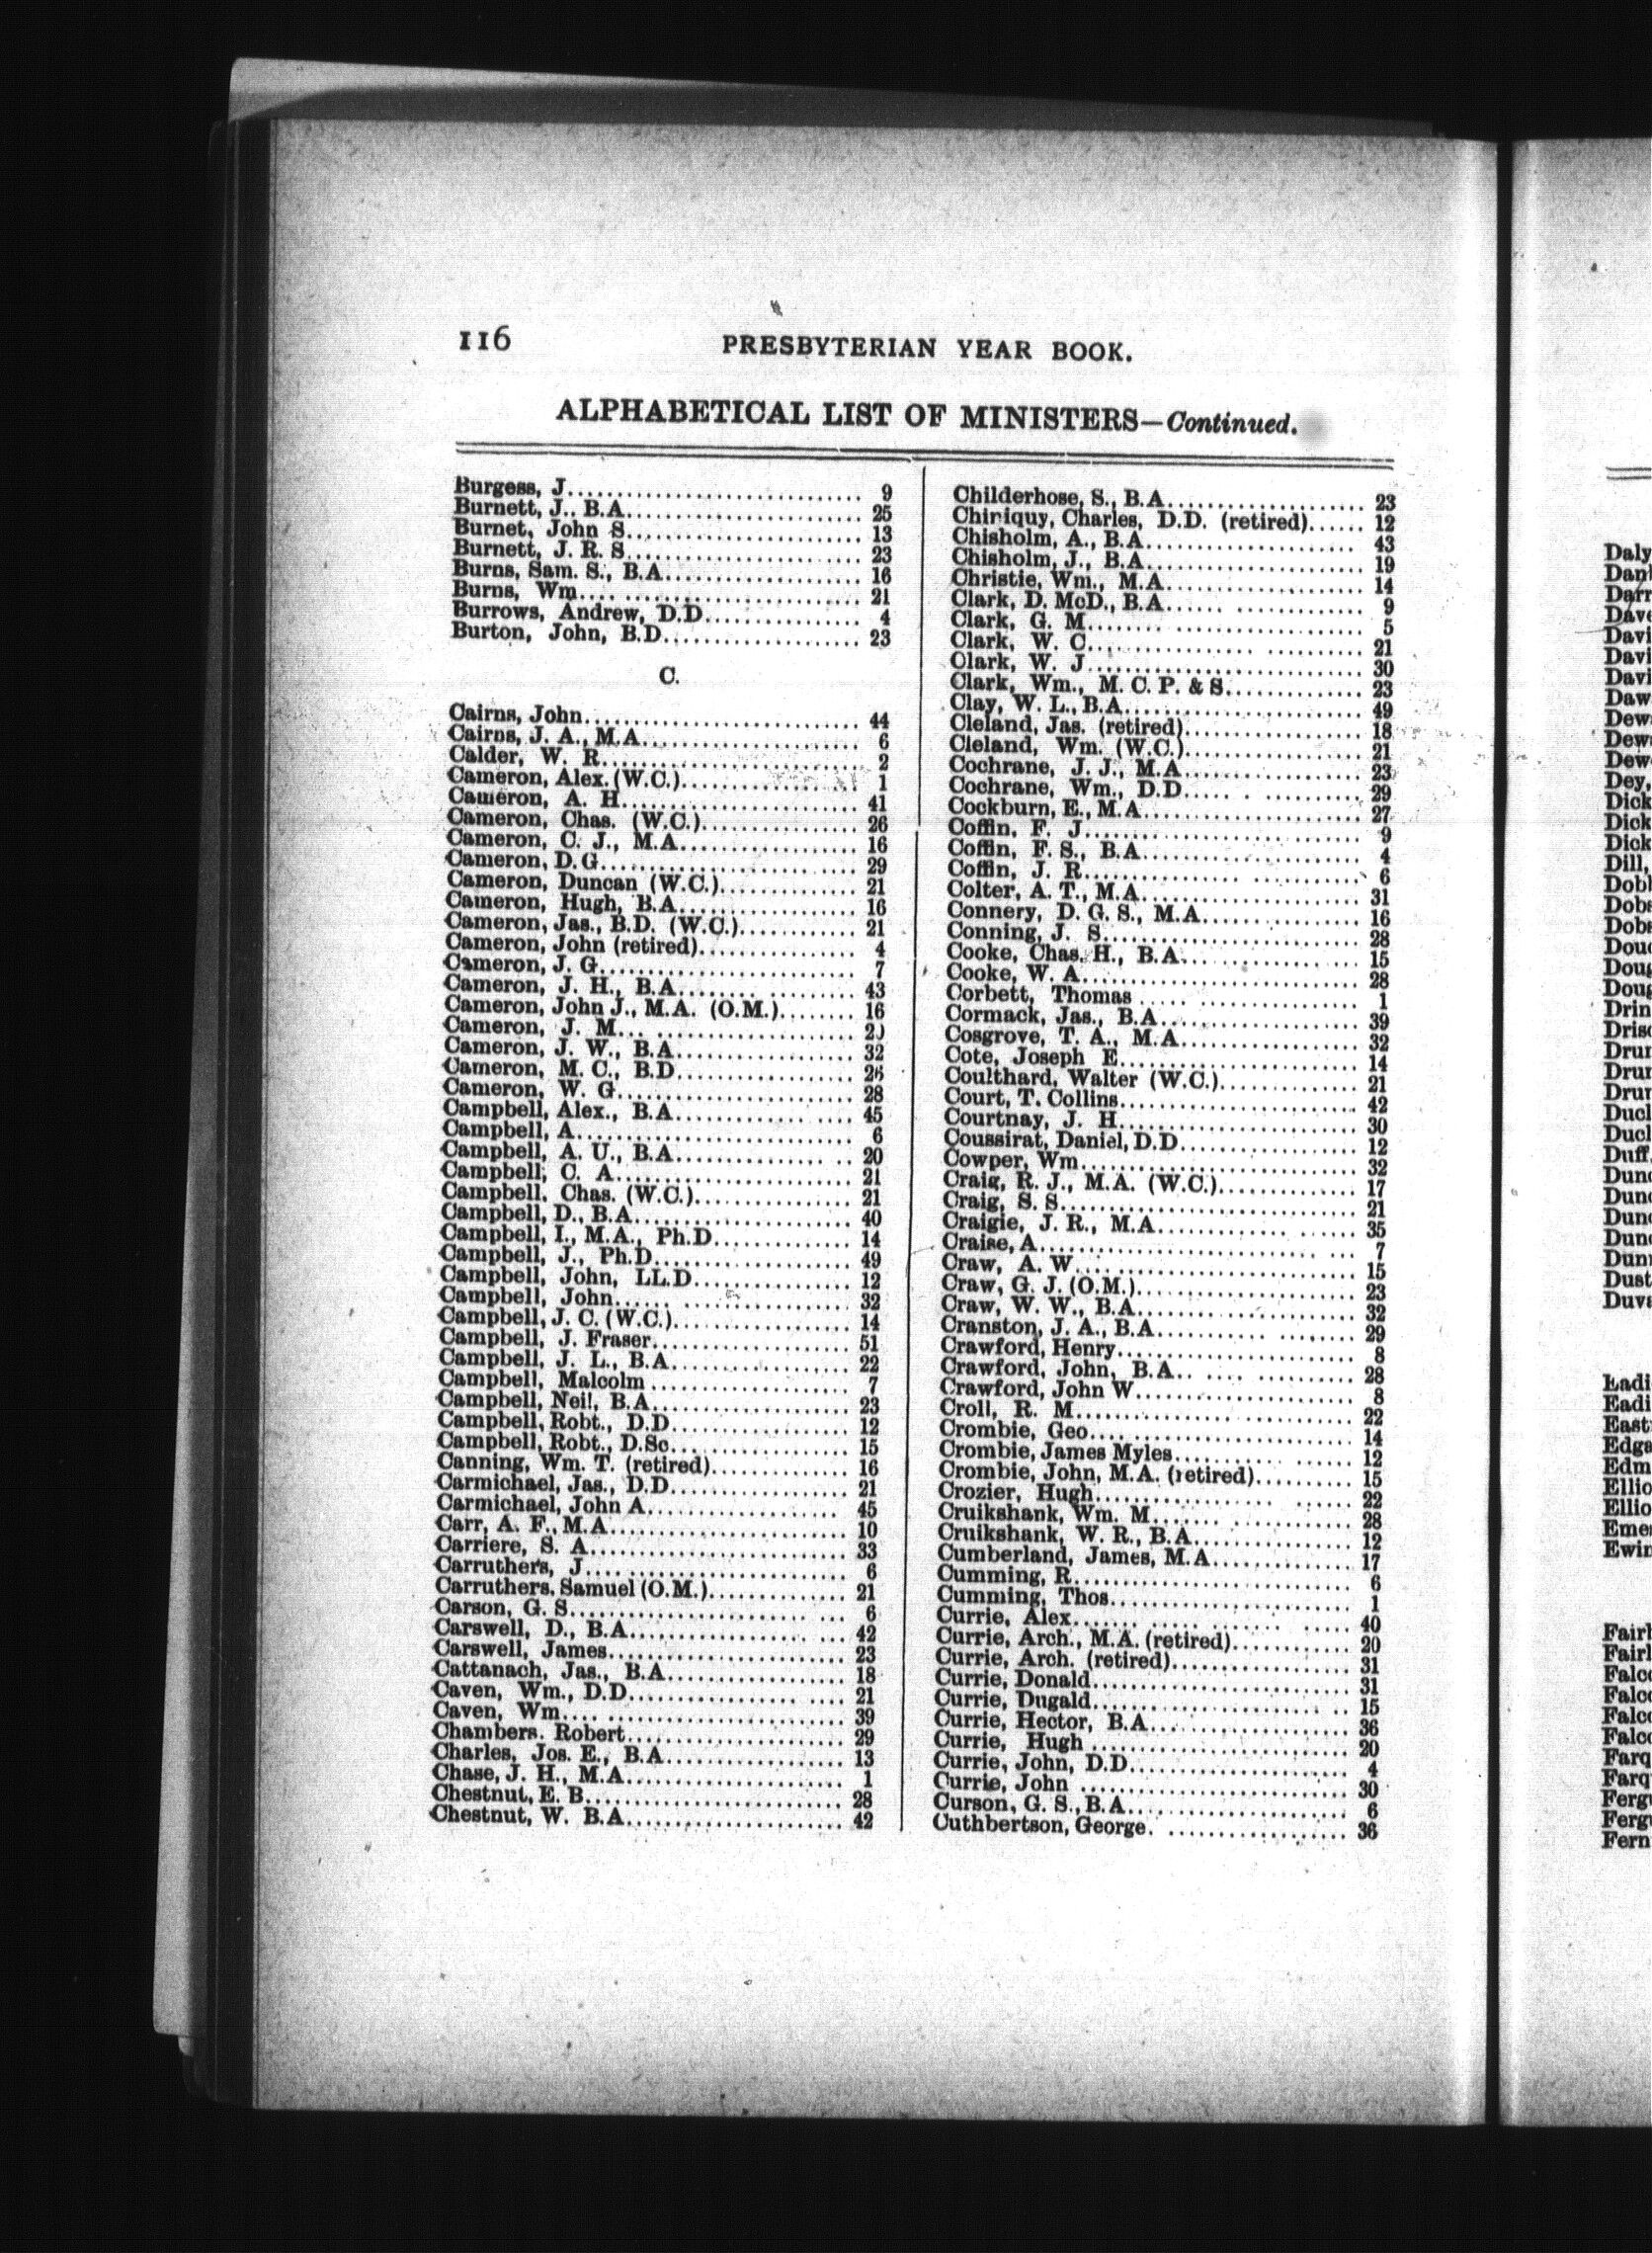 116
PRESBYTERIAN YEAR BOOK.
ALPHABETICAL LIST OF MINISTERS—Continued.
Burgess, J. 9
Burnett, J.. B.A. 25
Burnet, John S. 13
Burnett, J. R. S. 23
Burns, Sam. S., B.A. 16
Burns, Wm. 21
Burrows, Andrew, D.D. 4
Burton, John, B.D. 23
C.
Cairns, John 44
Cairns, J. A., M.A. 6
Calder, W. R. 2
Cameron, Alex. (W.C.) 1
Cameron, A. H. 41
Cameron, Chas. (W.C.) 26
Cameron, C. J., M.A. 16
Cameron, D. G. 29
Cameron, Duncan (W.C.) 21
Cameron, Hugh, B.A. 16
Cameron, Jas., B.D. (W.C.) 21
Cameron, John (retired) 4
Cameron, J. G. 7
Cameron, J. H., B.A. 43
Cameron, John J., M.A. (O.M.) 16
Cameron, J. M.
Cameron, J. W., B.A. 32
Cameron, M. C., B.D. 26
Cameron, W. G. 28
Campbell, Alex., B.A. 45
Campbell, A. 6
Campbell, A. U., B.A. 20
Campbell, C. A. 21
Campbell, Chas. (W.C.) 21
Campbell, D., B.A. 40
Campbell, I., M.A., Ph.D. 14
Campbell, J., Ph.D. 49
Campbell, John, LL.D. 12
Campbell, John 32
Campbell, J. C. (W.C.) 14
Campbell, J. Fraser 51
Campbell, J. L., B.A. 22
Campbell, Malcolm 7
Campbell, Neil, B.A. 23
Campbell, Robt., D.D. 12
Campbell, Robt., D.Sc. 15
Canning, Wm. T. (retired) 16
Carmichael, Jas., D.D. 21
Carmichael, John A. 45
Carr, A. F., M.A. 10
Carriere, S. A. 33
Carruthers, J. 6
Carruthers, Samuel (O.M.) 21
Carson, G. S. 6
Carswell, D., B.A. 42
Carswell, James 23
Cattanach, Jas., B.A. 18
Caven, Wm., D.D. 21
Caven, Wm. 39
Chambers. Robert 29
Charles, Jos. E., B.A. 13
Chase, J. H., M.A. 1
Chestnut, E. B. 28
Chestnut, W. B.A. 42
Childerhose, S., B.A. 23
Chiniquy, Charles, D.D. (retired) 12
Chisholm, A., B.A. 43
Chisholm, J., B.A. 19
Christie, Wm., M.A. 14
Clark, D. McD., B.A. 9
Clark, G. M. 5
Clark, W. C. 21
Clark, W. J. 30
Clark, Wm., M. C. P. & S. 23
Clay, W. L., B.A. 49
Cleland, Jas. (retired) 18
Cleland, Wm. (W.C.) 21
Cochrane, J. J., M.A. 23
Cochrane, Wm., D.D. 29
Cockburn, E., M.A. 27
Coffin, F. J. 9
Coffin, F. S., B.A. 4
Coffin, J. R. 6
Colter, A. T., M.A. 31
Connery, D. G. S., M.A. 16
Conning, J. S. 28
Cooke, Chas. H., B.A. 15
Cooke, W. A. 28
Corbett, Thomas 1
Cormack, Jas., B.A. 39
Cosgrove, T. A., M.A. 32
Cote, Joseph E. 14
Coulthard, Walter (W.C.) 21
Court, T. Collins 42
Courtnay, J. H. 30
Coussirat, Daniel, D.D. 12
Cowper, Wm. 32
Craig, R. J., M.A. (W.C.) 17
Craig, S. S. 21
Craigie, J. R., M.A. 35
Craise, A. 7
Craw, A. W. 15
Craw, G. J. (O.M.) 23
Craw, W. W., B.A. 32
Cranston, J. A., B.A. 29
Crawford, Henry 8
Crawford, John, B.A. 28
Crawford, John W. 8
Croll, R. M. 22
Crombie, Geo. 14
Crombie, James Myles 12
Crombie, John, M.A. (retired) 15
Crozier, Hugh 22
Cruikshank, Wm. M. 28
Cruikshank, W. R., B.A. 12
Cumberland, James, M.A. 17
Cumming, R. 6
Cumming, Thos. 1
Currie, Alex. 40
Currie, Arch., M.A. (retired) 20
Currie, Arch. (retired) 31
Currie, Donald 31
Currie, Dugald 15
Currie, Hector, B.A. 36
Currie, Hugh 20
Currie, John, D.D. 4
Currie, John 30
Curson, G. S., B.A. 6
Cuthbertson, George. 36